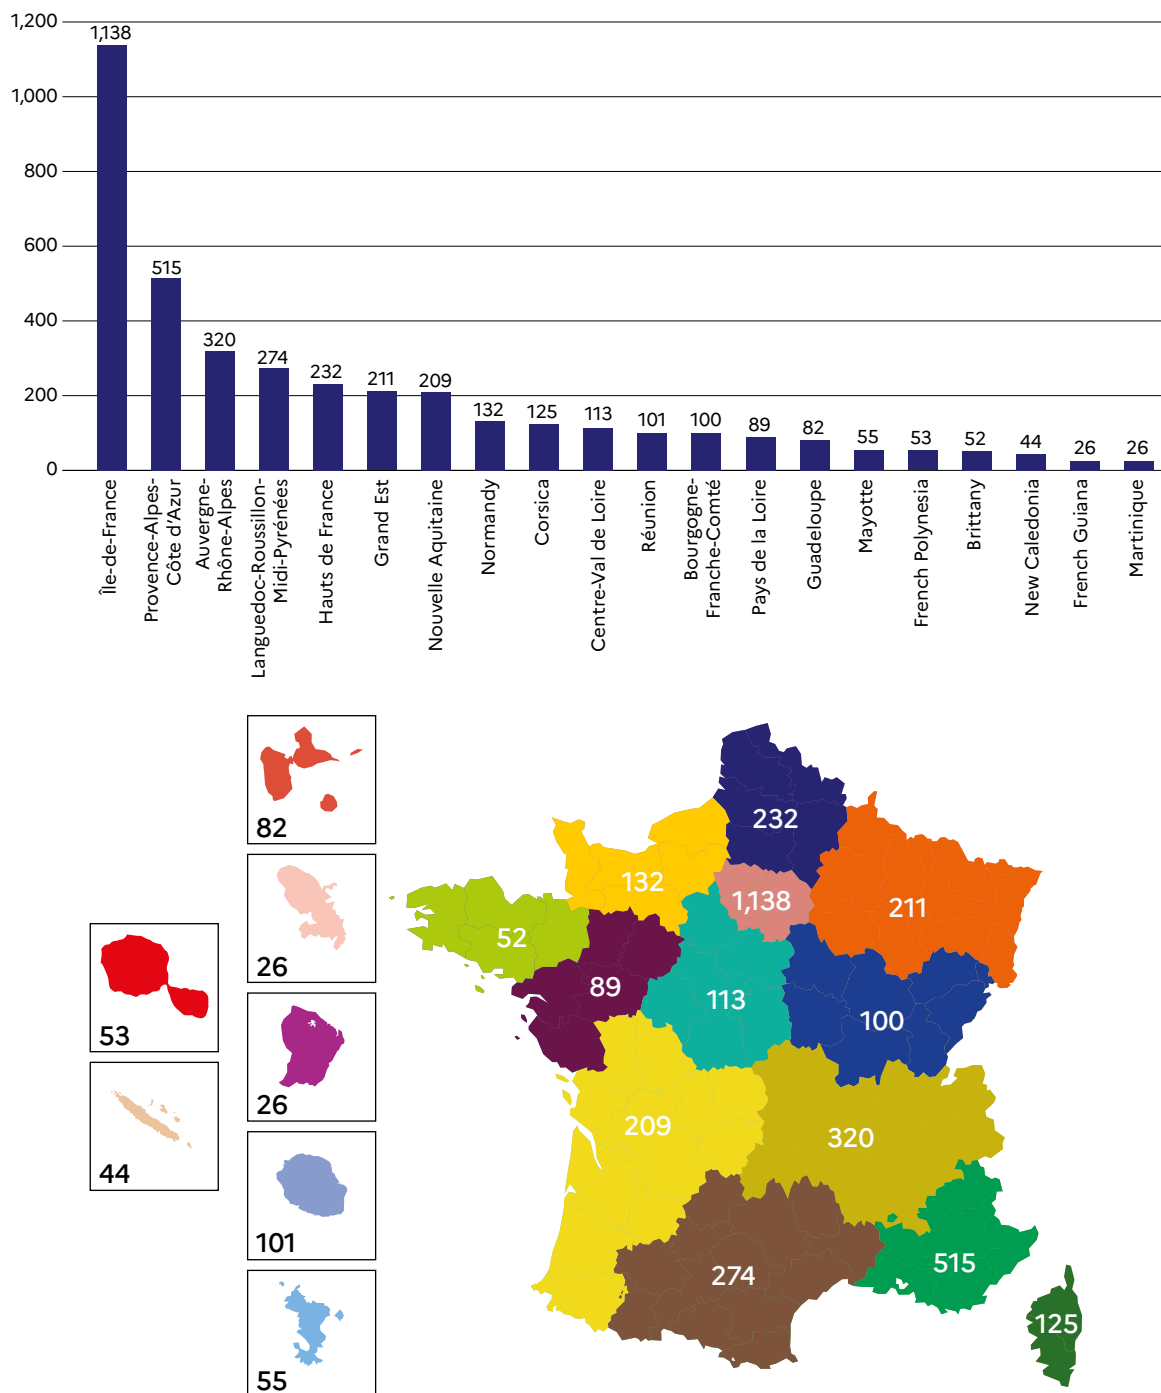 1,200
1,000
800
600
400
200
0
1,138
515
320
274
232
211
209
132
125
113
101
100
89
82
55
53
52
44
26
26
Île-de-France
Provence-Alpes-
Côte d'Azur
Auvergne-
Rhône-Alpes
Languedoc-Roussillon-
Midi-Pyrénées
Hauts de France
Grand Est
Nouvelle Aquitaine
Normandy
Corsica
Centre-Val de Loire
Réunion
Bourgogne-
Franche-Comté
Pays de la Loire
Guadeloupe
Mayotte
French Polynesia
Brittany
New Caledonia
French Guiana
Martinique
82
26
53
26
44
101
55
232
132
1,138
211
52
89
113
100
209
320
274
515
125